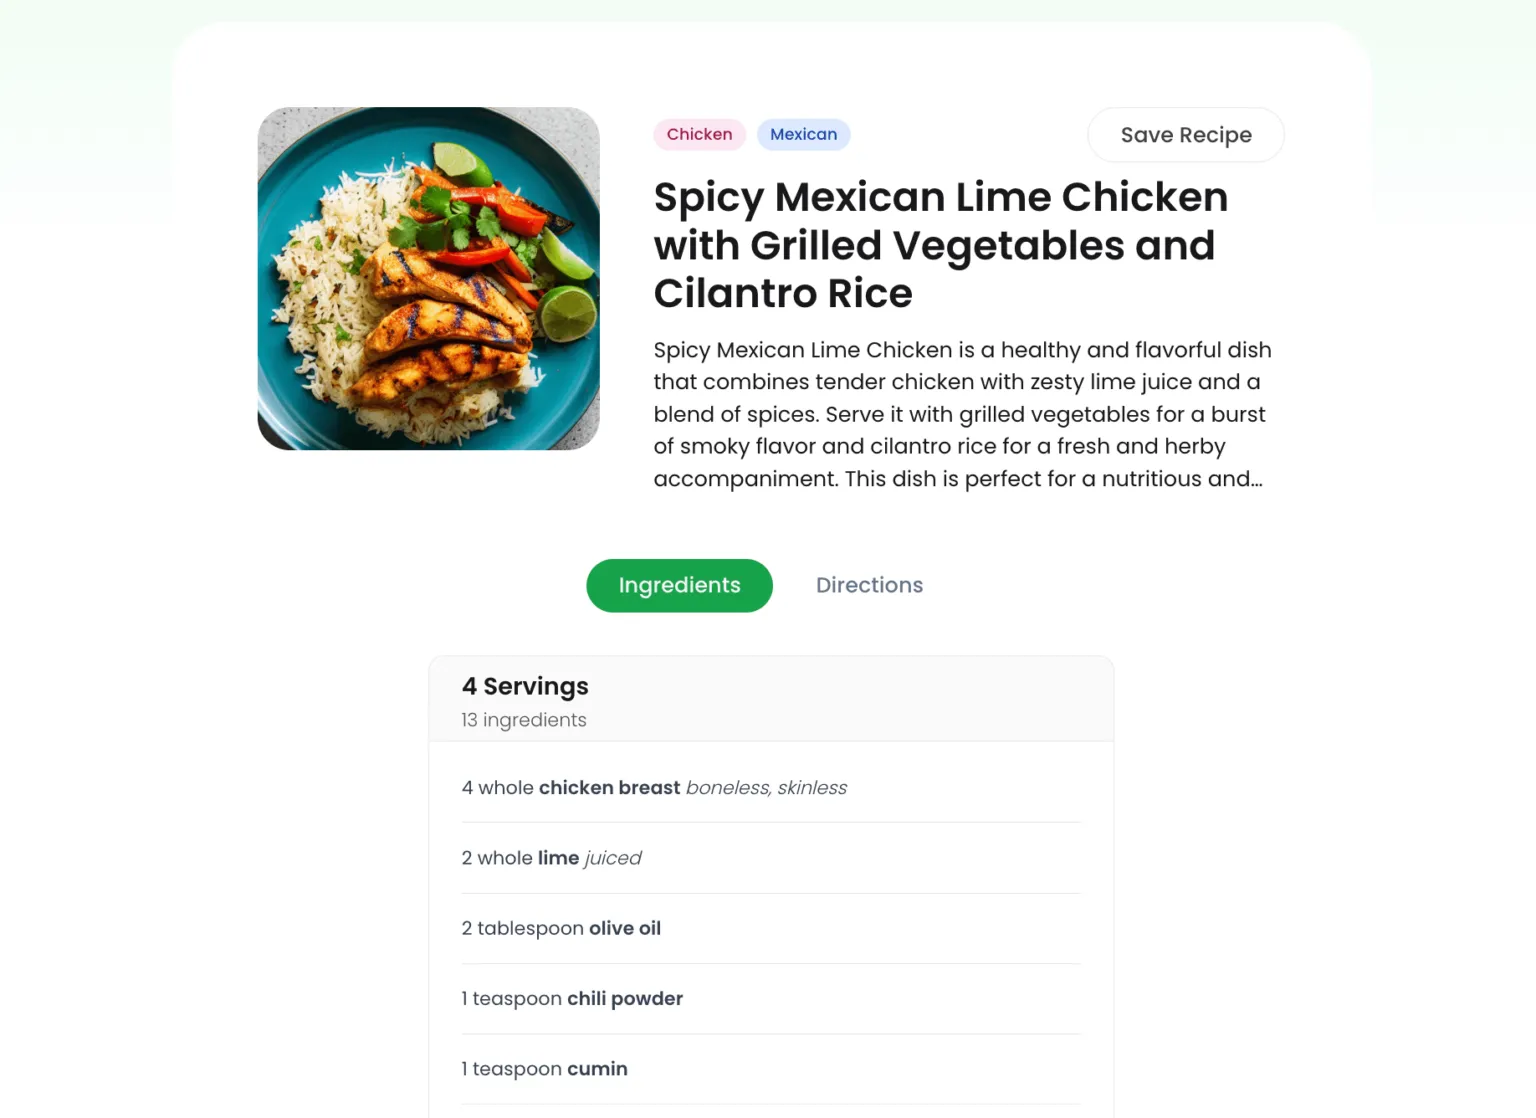 Chicken
Mexican
Save Recipe
Spicy Mexican Lime Chicken
with Grilled Vegetables and
Cilantro Rice
Spicy Mexican Lime Chicken is a healthy and flavorful dish
that combines tender chicken with zesty lime juice and a
blend of spices. Serve it with grilled vegetables for a burst
of smoky flavor and cilantro rice for a fresh and herby
accompaniment. This dish is perfect for a nutritious and...
Ingredients
Directions
4 Servings
13 ingredients
4 whole chicken breast boneless, skinless
2 whole lime juiced
2 tablespoon olive oil
1 teaspoon chili powder
1 teaspoon cumin